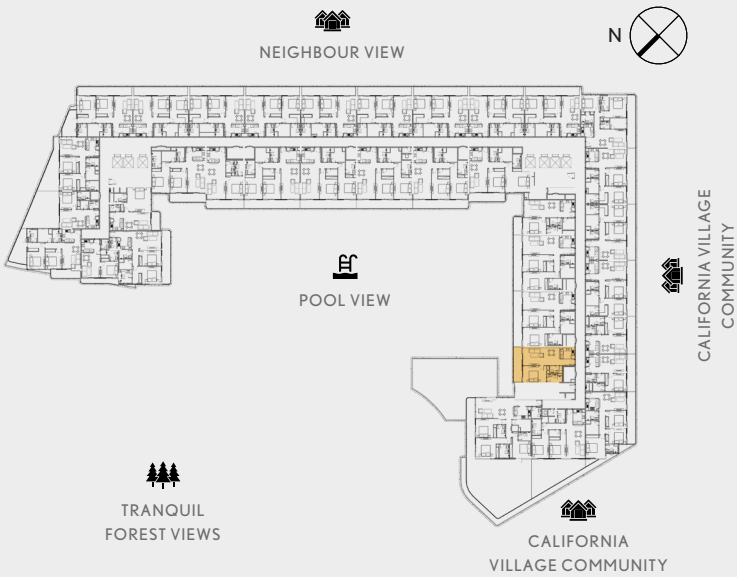 NEIGHBOUR VIEW
N
CALIFORNIA VILLAGE
COMMUNITY
POOL VIEW
TRANQUIL
FOREST VIEWS
CALIFORNIA
VILLAGE COMMUNITY